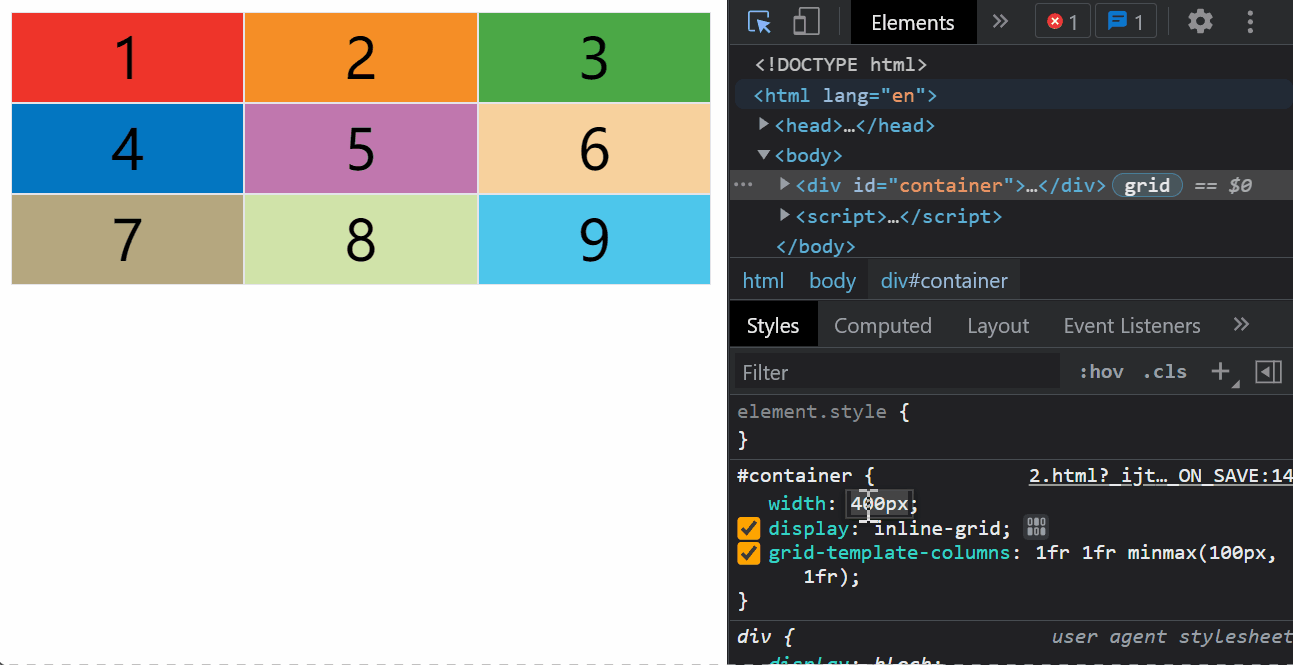 1 2 3
4 5 6
7 8 9
Elements » 1 1
<!DOCTYPE html>
<html lang="en">
<head>…</head>
<body>
<div id="container">…</div> grid == $0
<script>…</script>
</body>
html body div#container
Styles Computed Layout Event Listeners »
Filter :hov .cls +
element.style {
}
#container { 2.html?_ijt…_ON_SAVE:14
width: 400px;
display: inline-grid;
grid-template-columns: 1fr 1fr minmax(100px,
1fr);
}
div { user agent stylesheet
display: block;